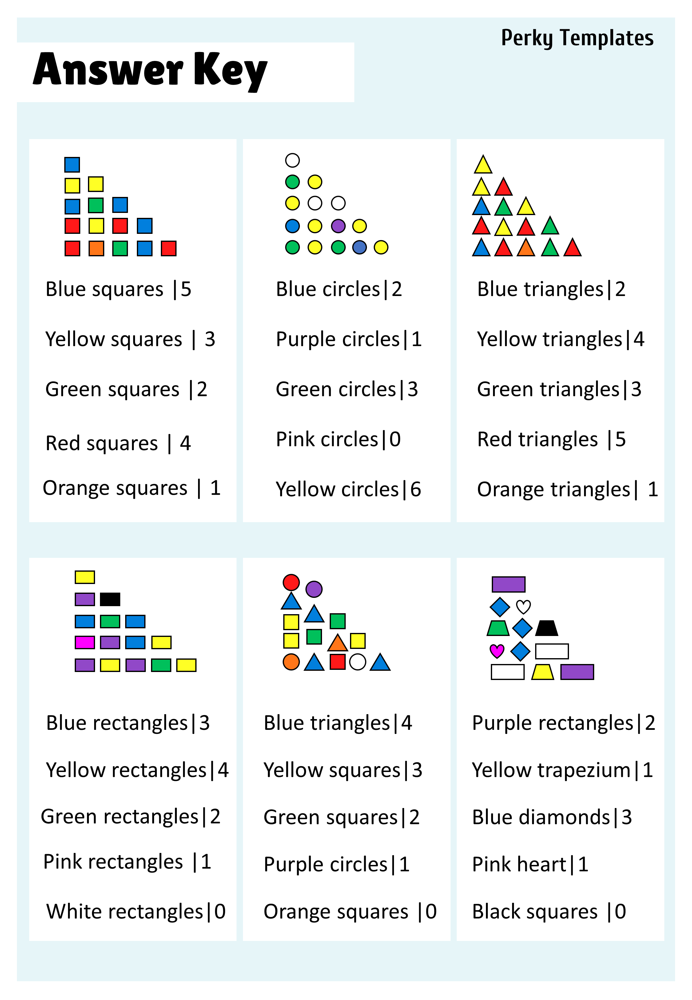 Perky Templates
Answer Key
Blue squares |5
Yellow squares | 3
Green squares |2
Red squares | 4
Orange squares | 1
Blue circles|2
Purple circles|1
Green circles|3
Pink circles|0
Yellow circles|6
Blue triangles|2
Yellow triangles|4
Green triangles|3
Red triangles |5
Orange triangles| 1
Blue rectangles|3
Yellow rectangles|4
Green rectangles|2
Pink rectangles |1
White rectangles|0
Blue triangles|4
Yellow squares|3
Green squares|2
Purple circles|1
Orange squares |0
Purple rectangles|2
Yellow trapezium|1
Blue diamonds|3
Pink heart|1
Black squares |0